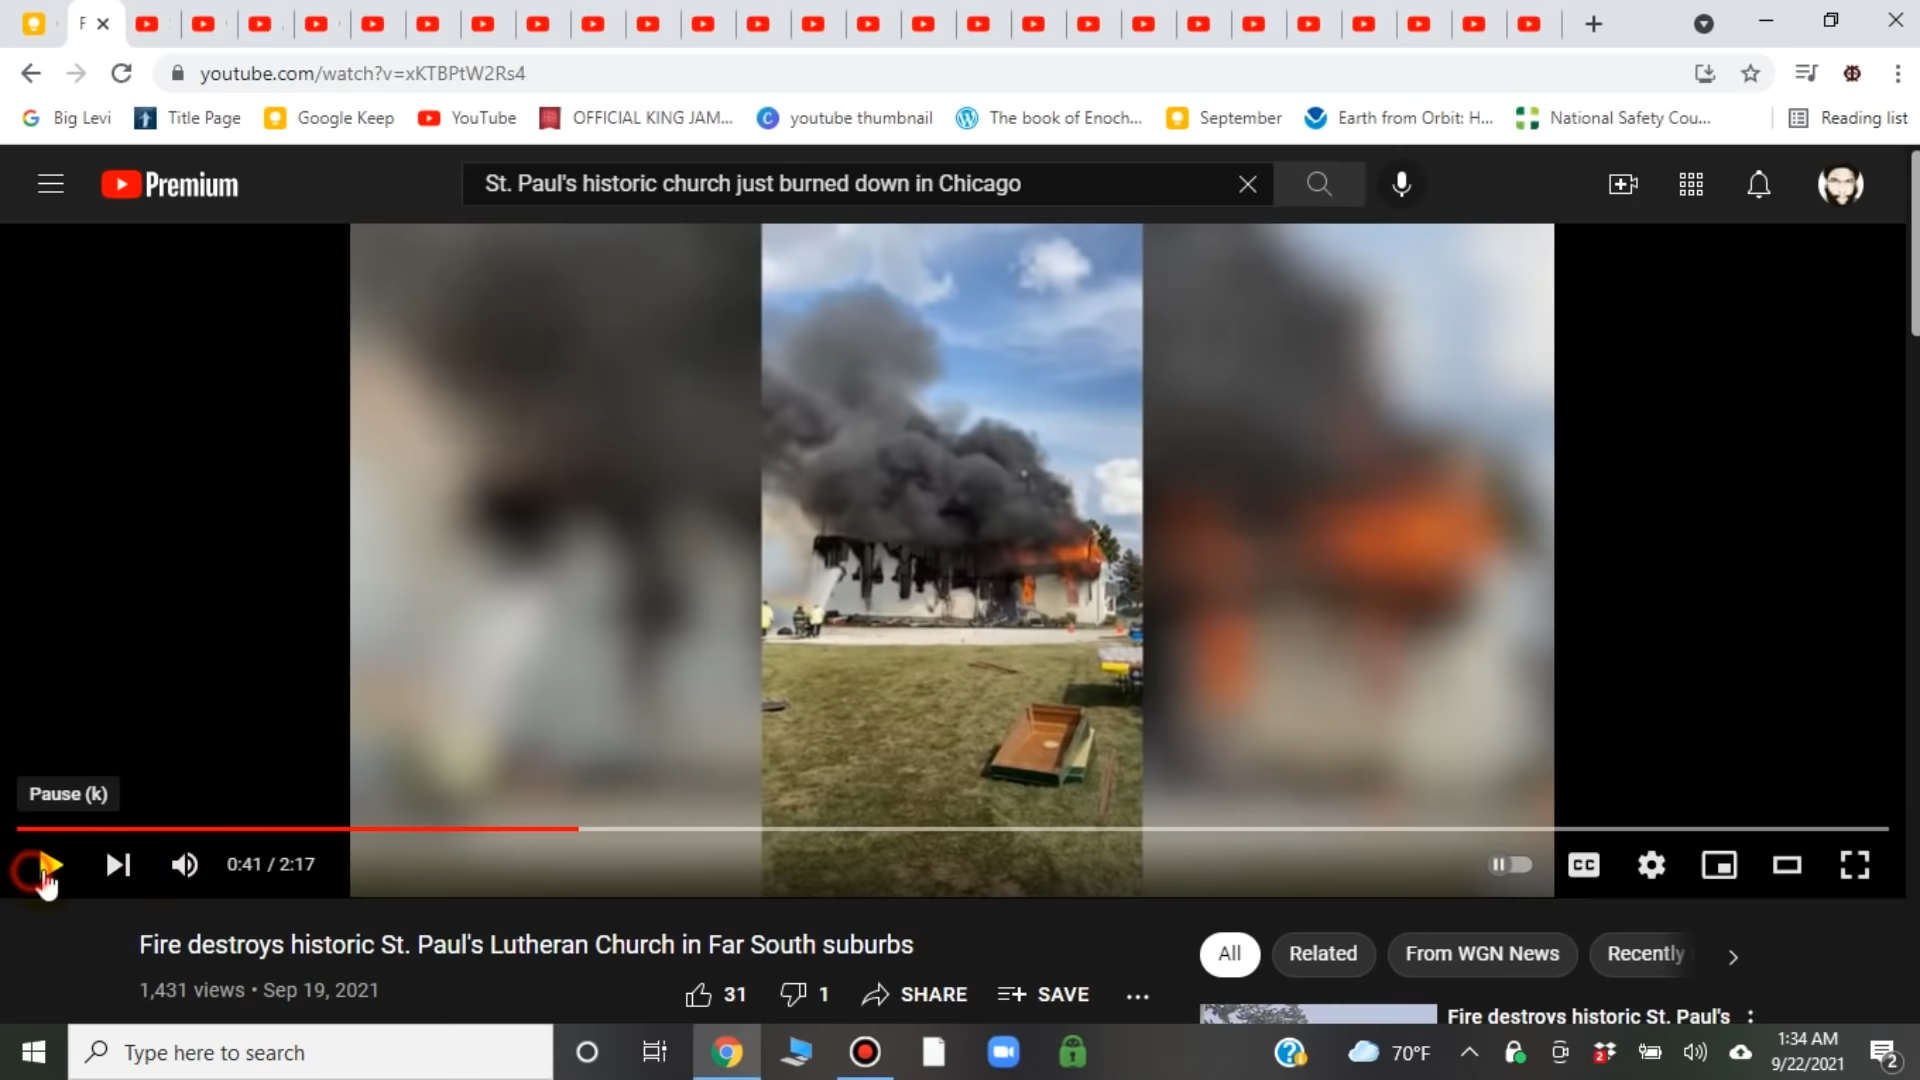 F
youtube.com/watch?v=xKTBPtW2Rs4
Big Levi
Title Page
Google Keep
YouTube
OFFICIAL KING JAM...
youtube thumbnail
The book of Enoch...
September
Earth from Orbit: H...
National Safety Cou...
Reading list
Premium
St. Paul's historic church just burned down in Chicago
Pause (k)
0:41 / 2:17
CC
Fire destroys historic St. Paul's Lutheran Church in Far South suburbs
1,431 views • Sep 19, 2021
31
1
SHARE
SAVE
All
Related
From WGN News
Recently
Fire destroys historic St. Paul's
Type here to search
70°F
2
1:34 AM
9/22/2021
2